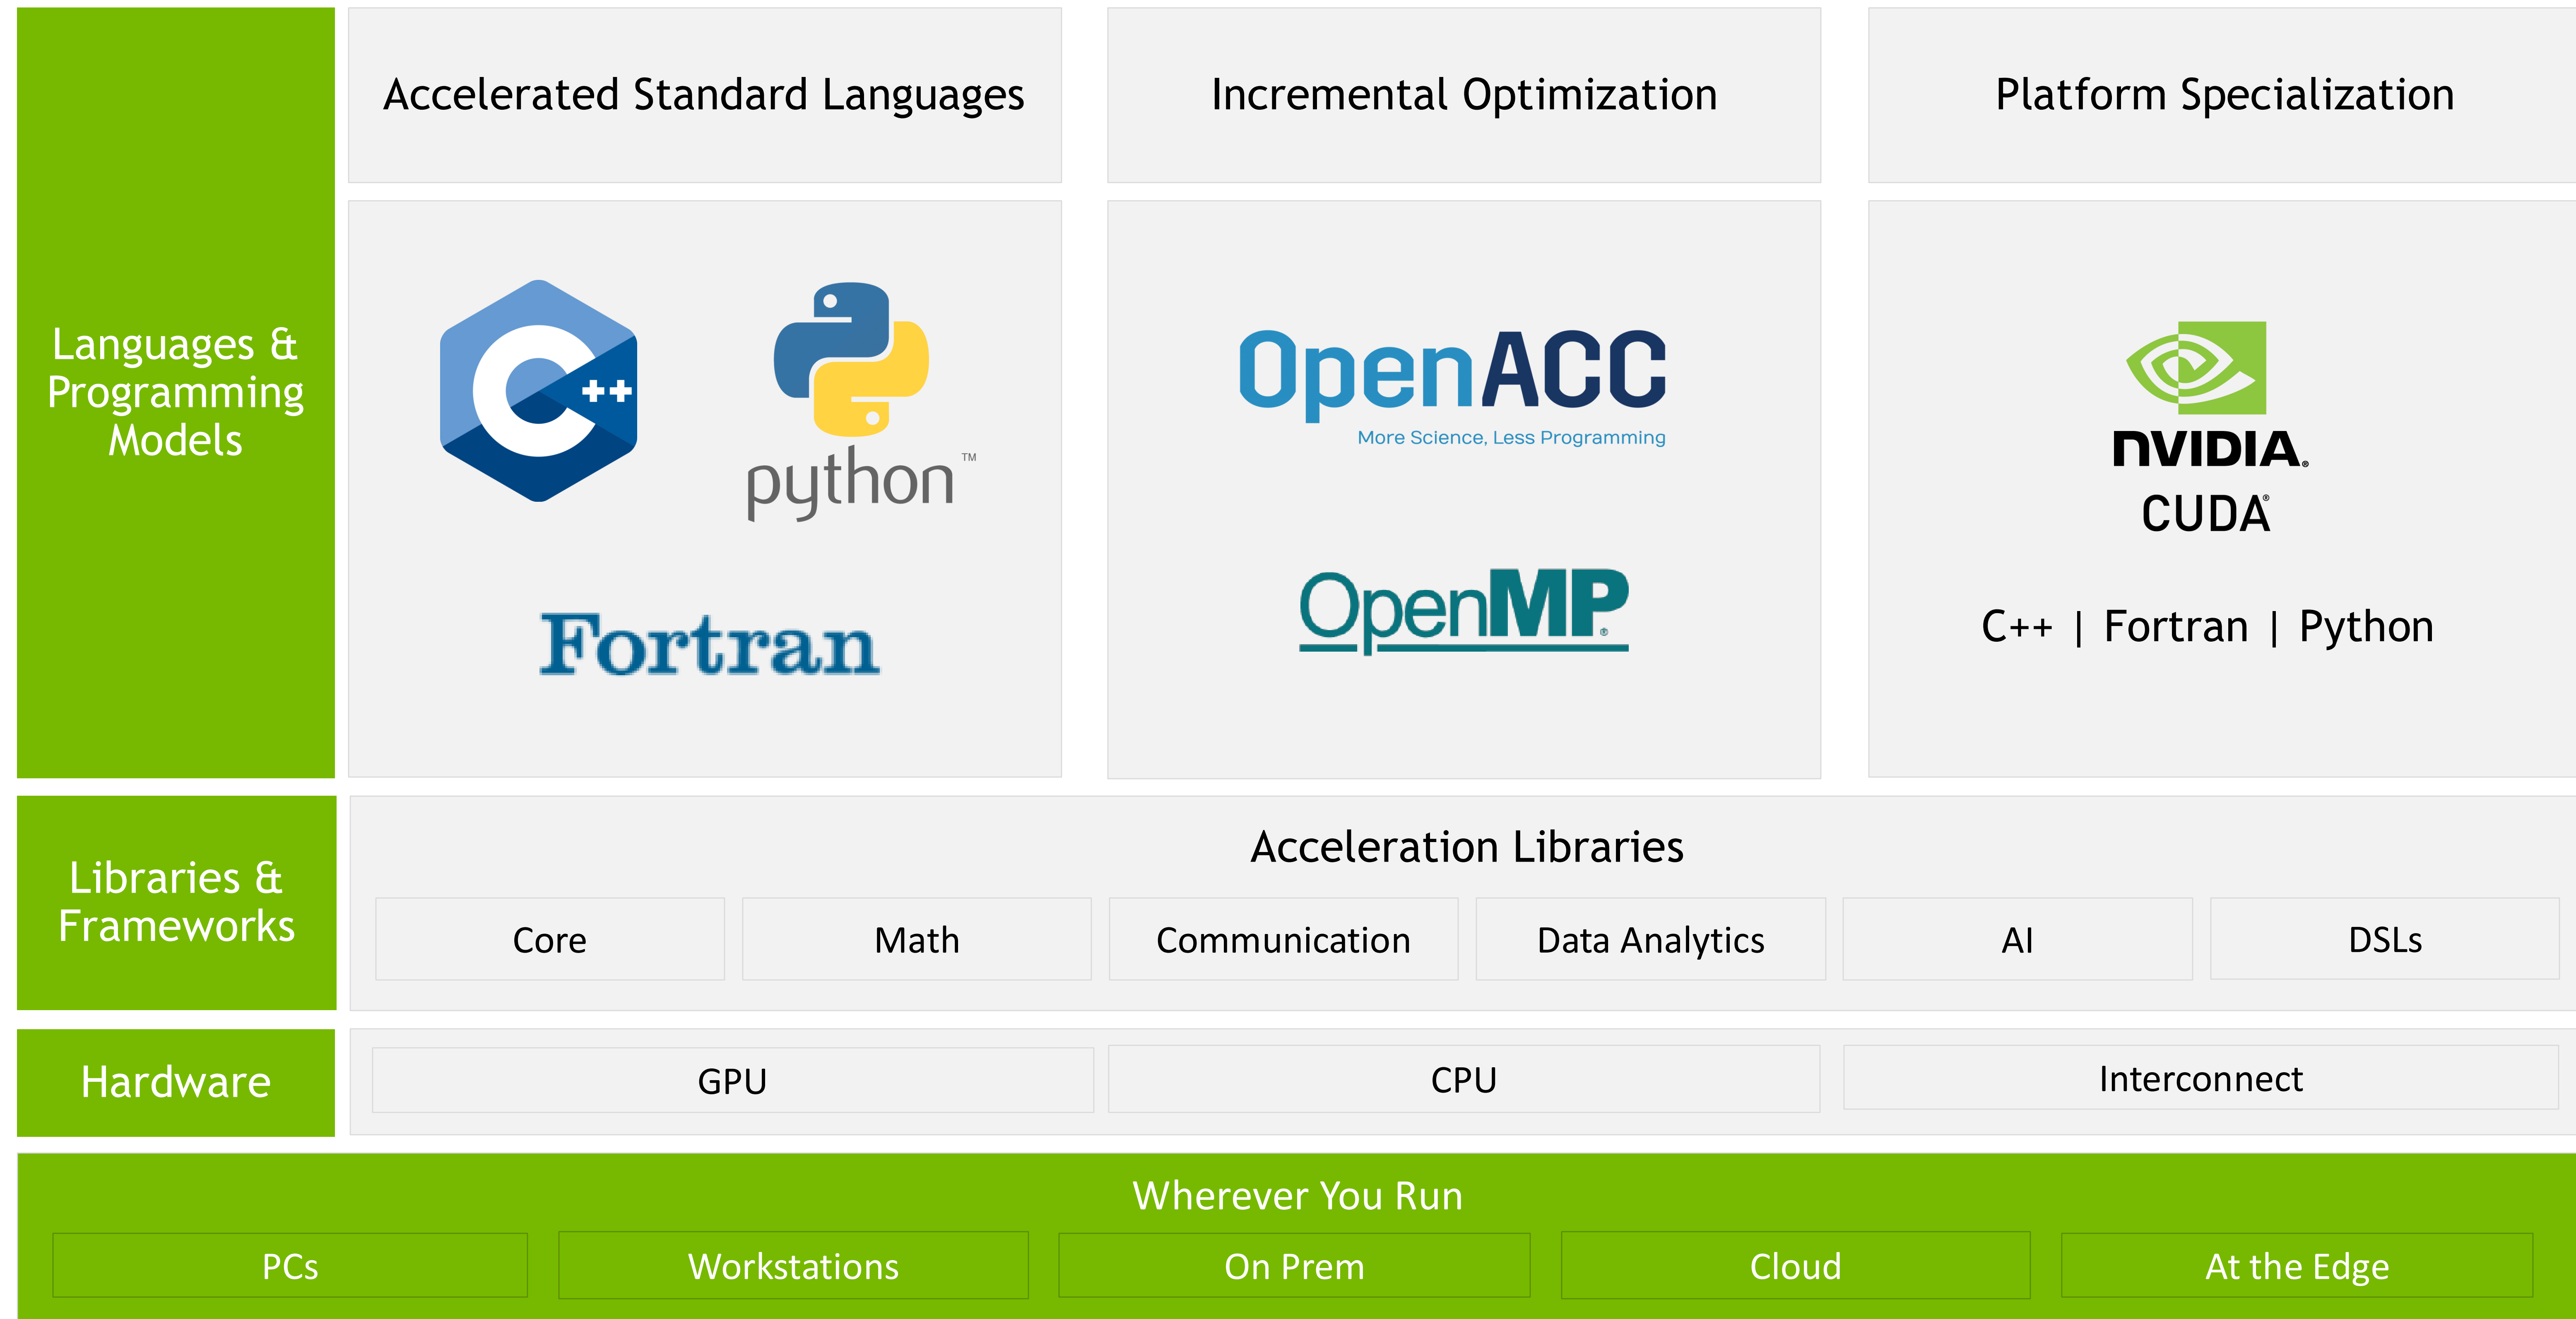 Accelerated Standard Languages
Incremental Optimization
Platform Specialization
Languages &
Programming
Models
C++
python™
Fortran
OpenACC
More Science, Less Programming
OpenMP®
NVIDIA®
CUDA®
C++ | Fortran | Python
Libraries &
Frameworks
Acceleration Libraries
Core
Math
Communication
Data Analytics
AI
DSLs
Hardware
GPU
CPU
Interconnect
Wherever You Run
PCs
Workstations
On Prem
Cloud
At the Edge